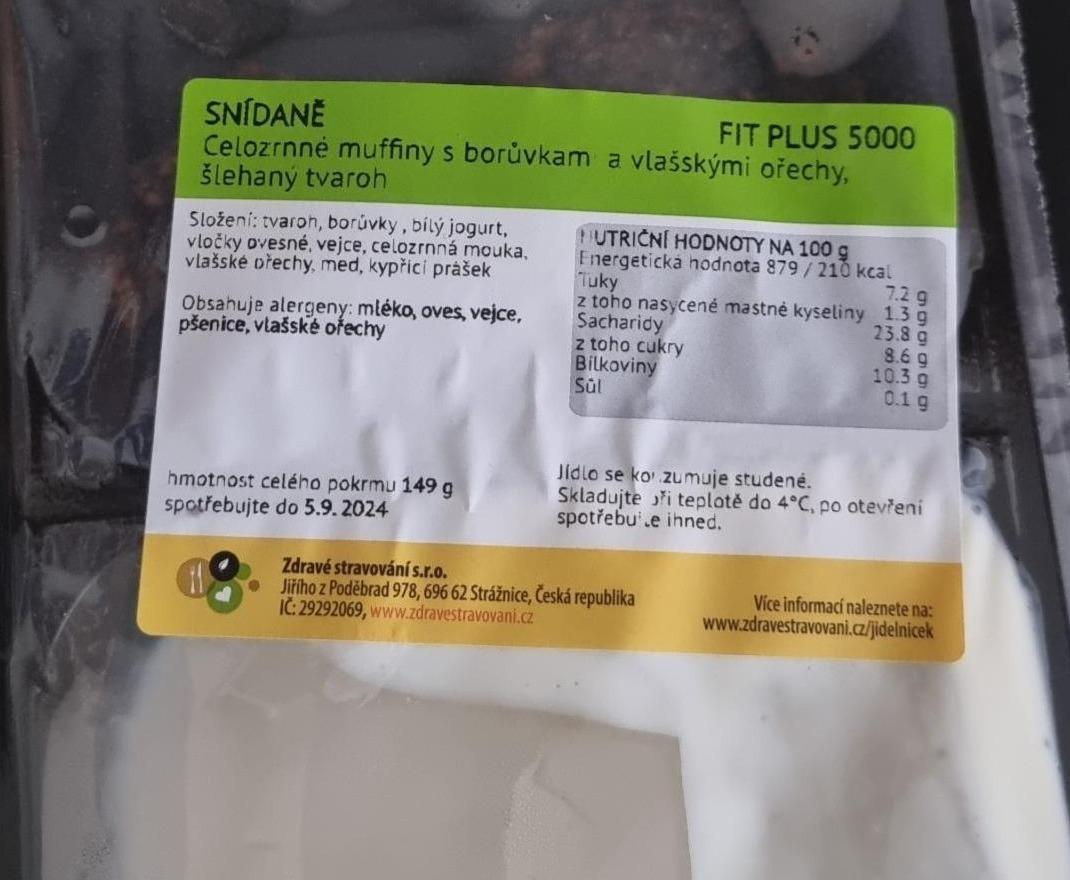 SNÍDANĚ
FIT PLUS 5000
Celozrnné muffiny s borůvkam a vlašskými ořechy,
šlehaný tvaroh
Složení: tvaroh, borůvky, bílý jogurt,
vločky ovesné, vejce, celozrnná mouka,
vlašské ořechy, med, kypřicí prášek
Obsahuje alergeny: mléko, oves, vejce,
pšenice, vlašské ořechy
hmotnost celého pokrmu 149 g
spotřebujte do 5.9. 2024
NUTRIČNÍ HODNOTY NA 100 g
Energetická hodnota 879 / 210 kcal
Tuky 7.2 g
z toho nasycené mastné kyseliny 1.3 g
Sacharidy 23.8 g
z toho cukry 8.6 g
Bílkoviny 10.3 g
Sůl 0.1 g
Jídlo se konzumuje studené.
Skladujte při teplotě do 4°C, po otevření
spotřebujte ihned.
Zdravé stravování s.r.o.
Jiřího z Poděbrad 978, 696 62 Strážnice, Česká republika
IČ: 29292069, www.zdravestravovani.cz
Více informací naleznete na:
www.zdravestravovani.cz/jidelnicek